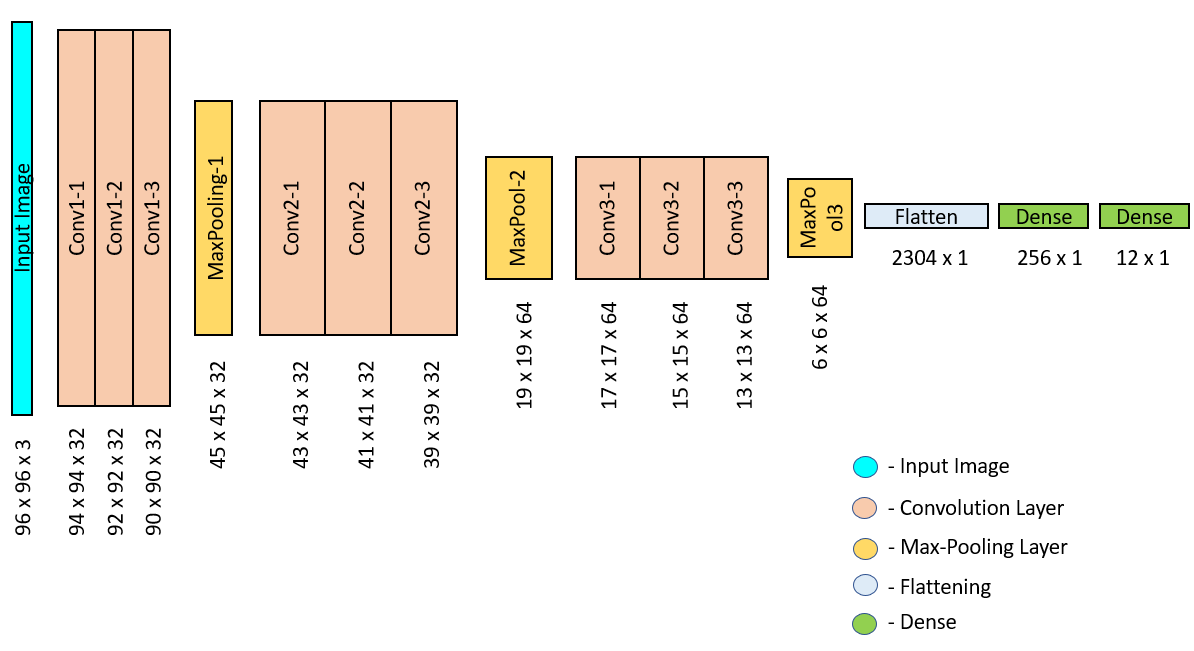 Input Image
Conv1-1
Conv1-2
Conv1-3
MaxPooling-1
Conv2-1
Conv2-2
Conv2-3
MaxPool-2
Conv3-1
Conv3-2
Conv3-3
MaxPo
ol3
Flatten
Dense
Dense
96 x 96 x 3
94 x 94 x 32
92 x 92 x 32
90 x 90 x 32
45 x 45 x 32
43 x 43 x 32
41 x 41 x 32
39 x 39 x 32
19 x 19 x 64
17 x 17 x 64
15 x 15 x 64
13 x 13 x 64
6 x 6 x 64
2304 x 1
256 x 1
12 x 1
- Input Image
- Convolution Layer
- Max-Pooling Layer
- Flattening
- Dense